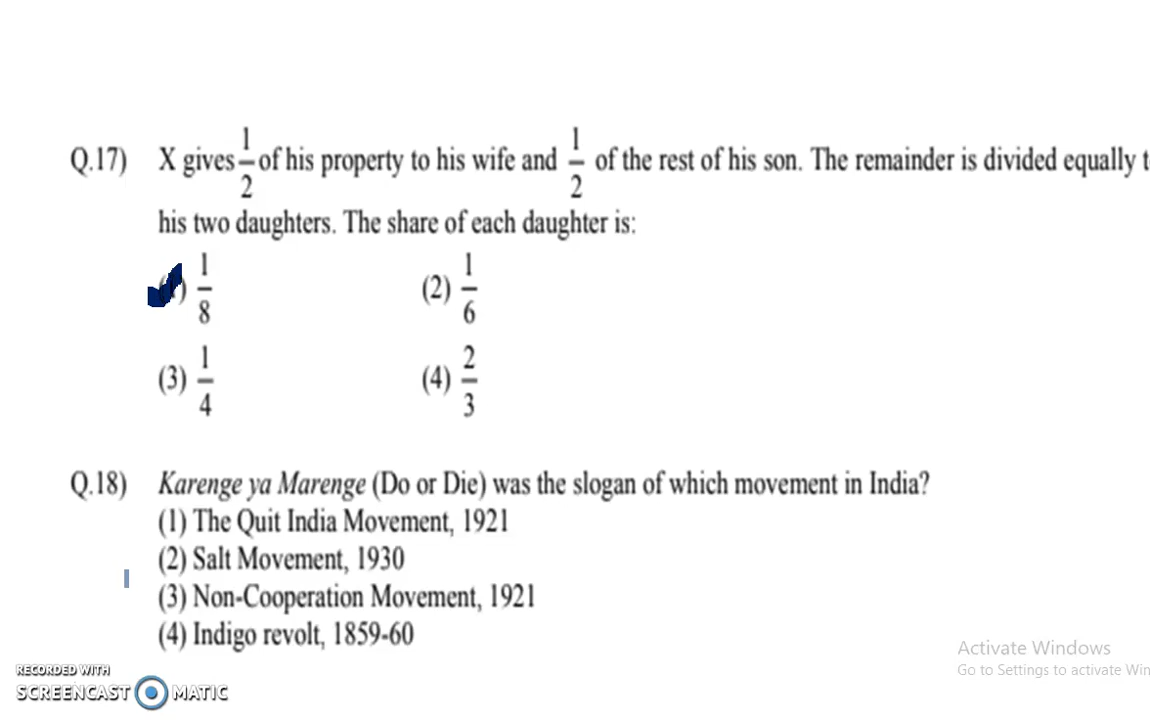 Q.17) X gives 1/2 of his property to his wife and 1/2 of the rest of his son. The remainder is divided equally
his two daughters. The share of each daughter is:
1/8 (2) 1/6
(3) 1/4 (4) 2/3
Q.18) Karenge ya Marenge (Do or Die) was the slogan of which movement in India?
(1) The Quit India Movement, 1921
(2) Salt Movement, 1930
(3) Non-Cooperation Movement, 1921
(4) Indigo revolt, 1859-60
Activate Windows
Go to Settings to activate Win
RECORDED WITH
SCREENCAST MATIC